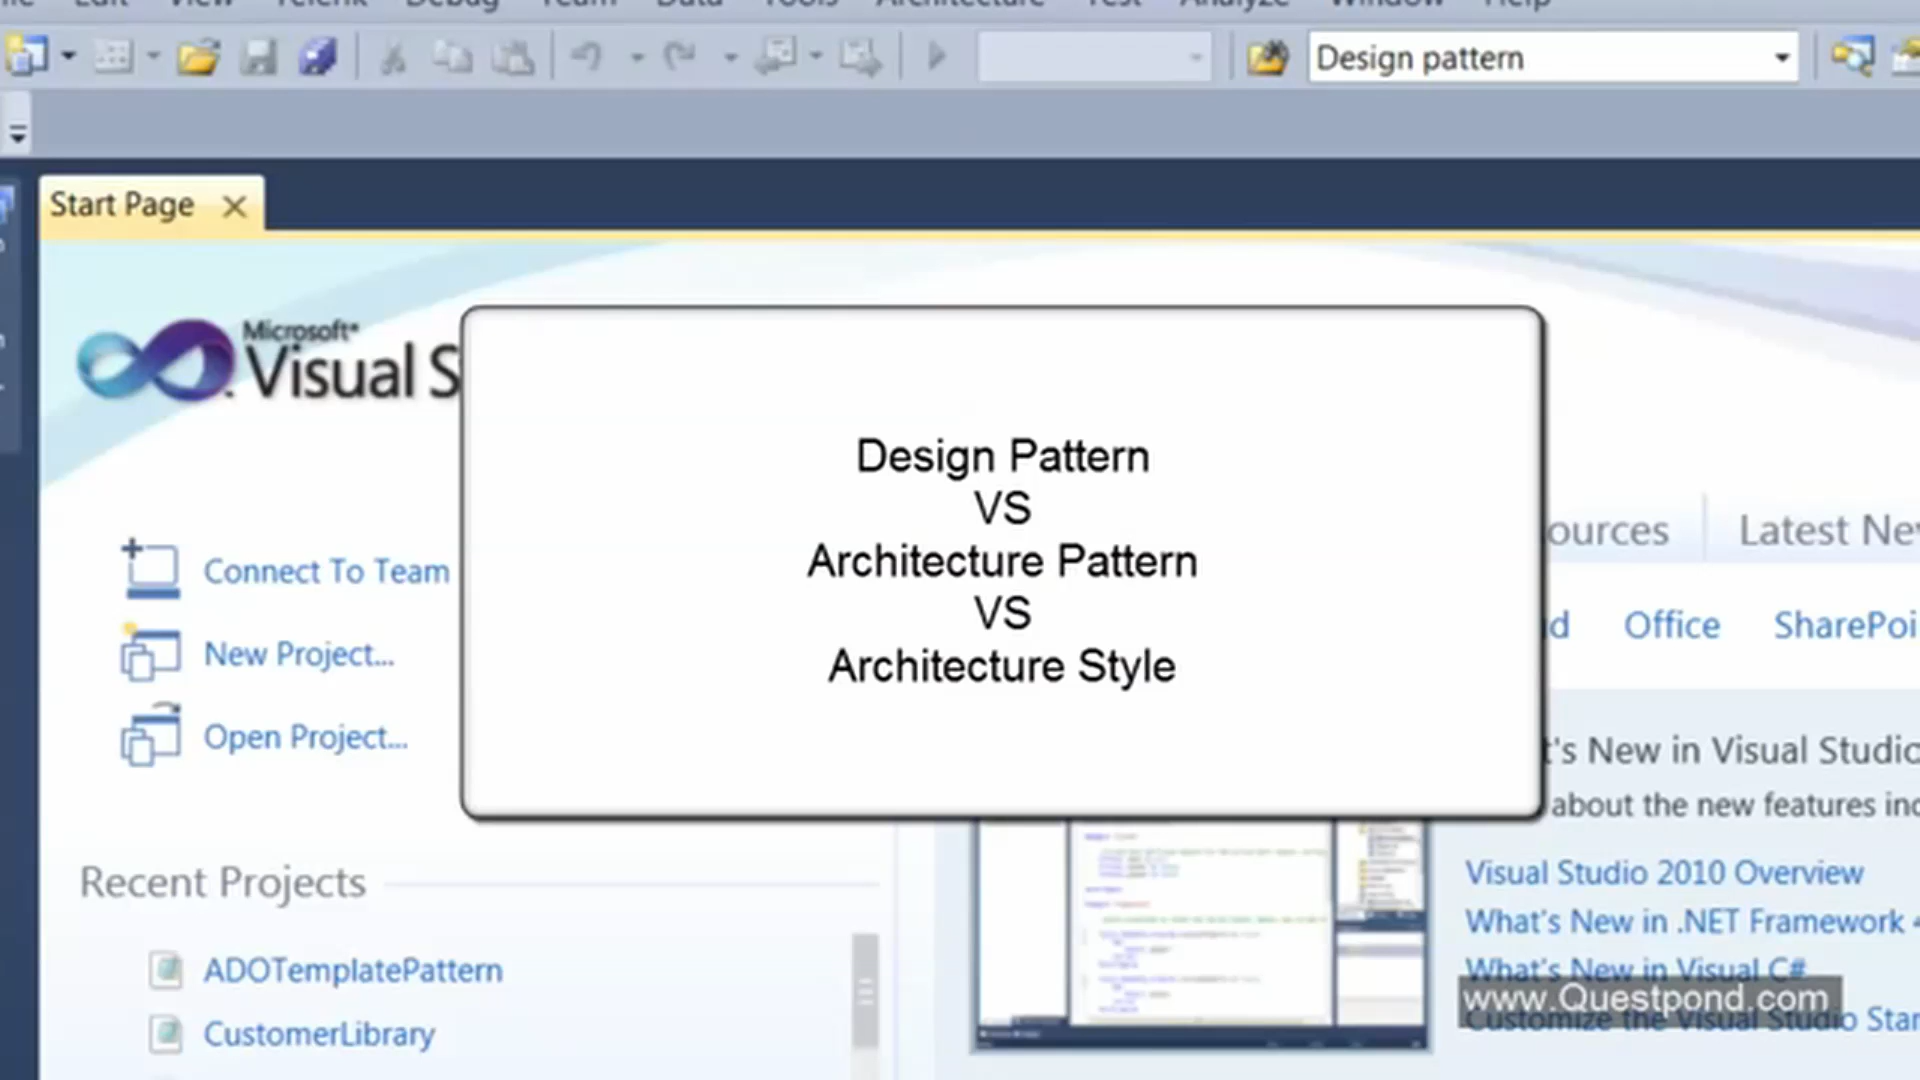 Design pattern
Start Page
Microsoft
Visual S
Design Pattern
VS
Architecture Pattern
VS
Architecture Style
ources
Latest Ne
Connect To Team
New Project...
Open Project...
d
Office
SharePoi
t's New in Visual Studio
about the new features inc
Recent Projects
ADOTemplatePattern
CustomerLibrary
Visual Studio 2010 Overview
What's New in .NET Framework 4
What's New in Visual C#
www.Questpond.com
Customize the Visual Studio Star